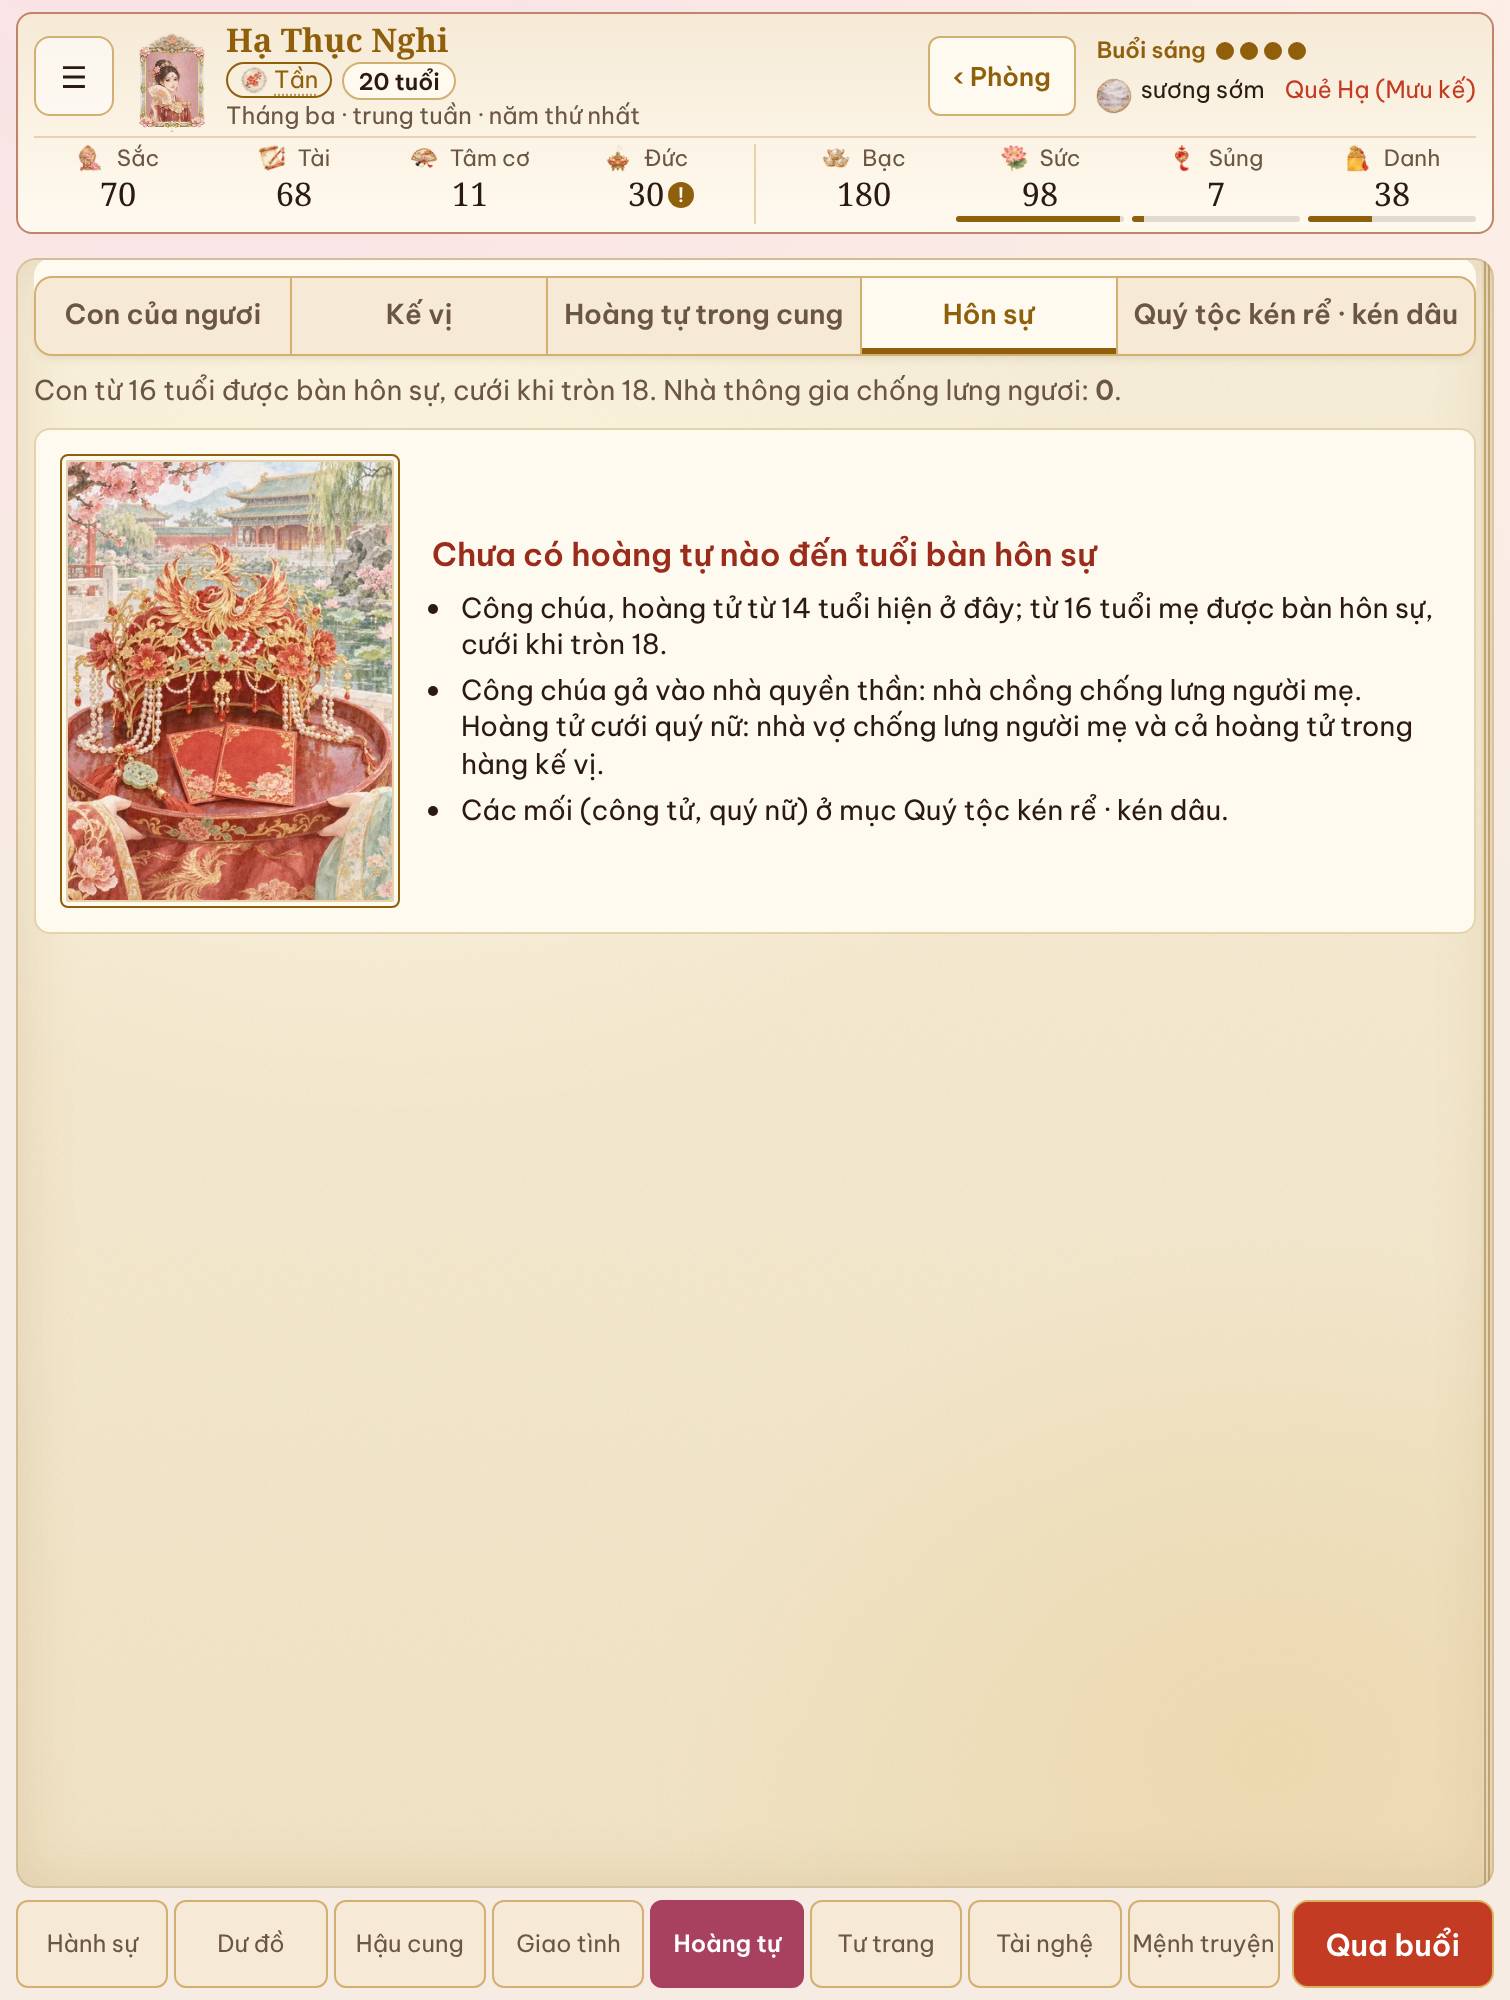 ☰
Hạ Thục Nghi
Tần
20 tuổi
Tháng ba · trung tuần · năm thứ nhất
‹ Phòng
Buổi sáng
sương sớm Quẻ Hạ (Mưu kế)
Sắc Tài Tâm cơ Đức Bạc Sức Sủng Danh
70 68 11 30 ! 180 98 7 38
Con của ngươi
Kế vị
Hoàng tự trong cung
Hôn sự
Quý tộc kén rể · kén dâu
Con từ 16 tuổi được bàn hôn sự, cưới khi tròn 18. Nhà thông gia chống lưng ngươi: 0.
Chưa có hoàng tự nào đến tuổi bàn hôn sự
• Công chúa, hoàng tử từ 14 tuổi hiện ở đây; từ 16 tuổi mẹ được bàn hôn sự,
cưới khi tròn 18.
• Công chúa gả vào nhà quyền thần: nhà chồng chống lưng người mẹ.
Hoàng tử cưới quý nữ: nhà vợ chống lưng người mẹ và cả hoàng tử trong
hàng kế vị.
• Các mối (công tử, quý nữ) ở mục Quý tộc kén rể · kén dâu.
Hành sự
Dư đồ
Hậu cung
Giao tình
Hoàng tự
Tư trang
Tài nghệ
Mệnh truyện
Qua buổi